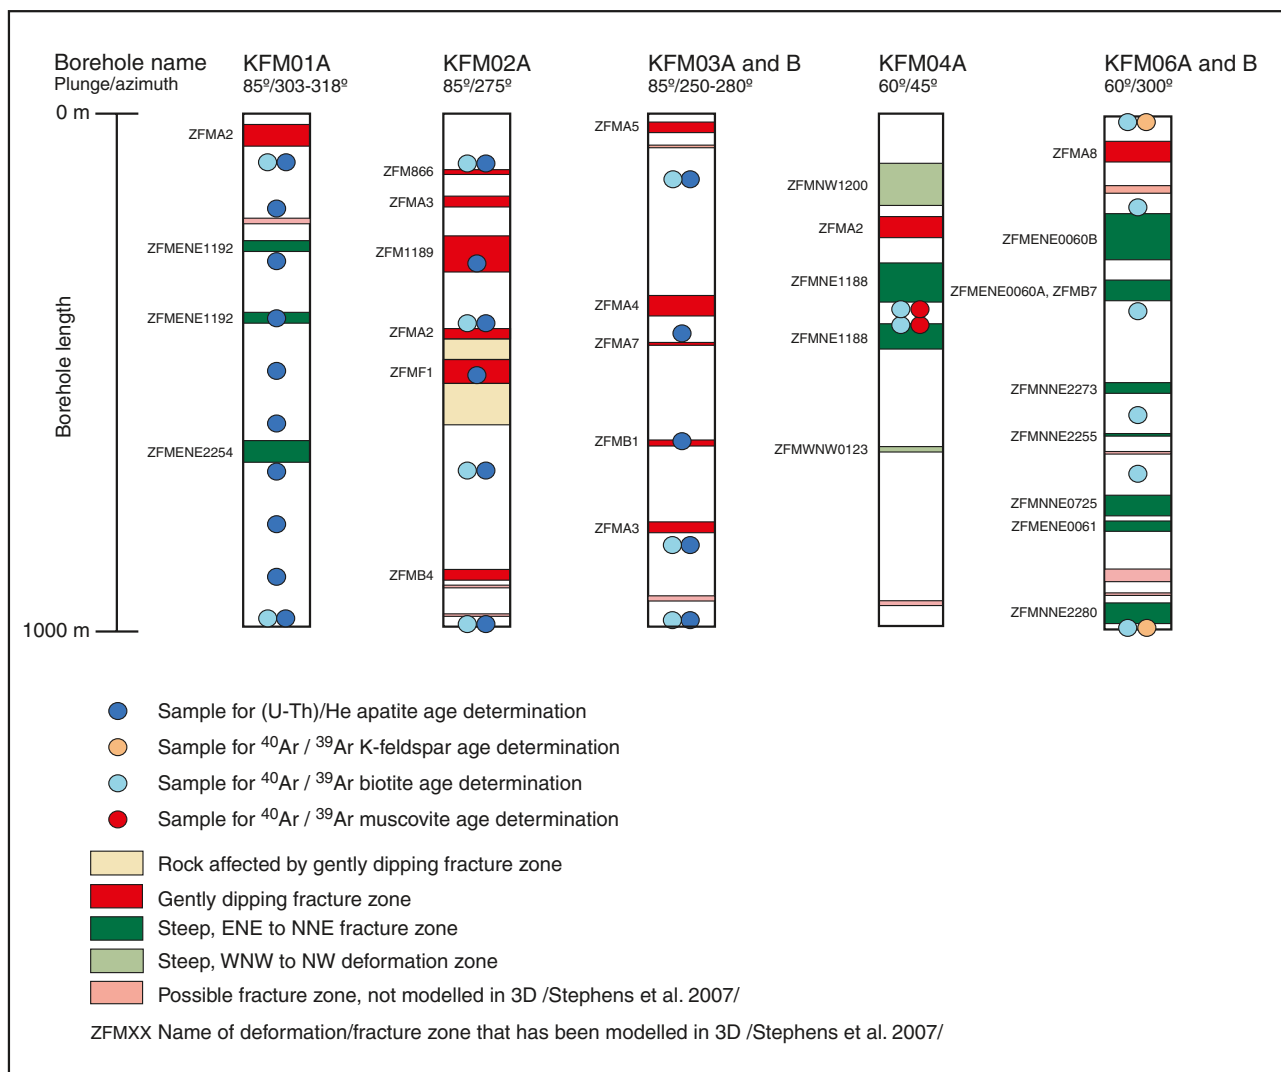 Borehole name
Plunge/azimuth
KFM01A
85º/303-318º
KFM02A
85º/275º
KFM03A and B
85º/250-280º
KFM04A
60º/45º
KFM06A and B
60º/300º
0 m
Borehole length
1000 m
ZFMA2
ZFMENE1192
ZFMENE1192
ZFMENE2254
ZFM866
ZFMA3
ZFM1189
ZFMA2
ZFMF1
ZFMB4
ZFMA5
ZFMA4
ZFMA7
ZFMB1
ZFMA3
ZFMNW1200
ZFMA2
ZFMNE1188
ZFMNE1188
ZFMWNW0123
ZFMA8
ZFMENE0060B
ZFMENE0060A, ZFMB7
ZFMNNE2273
ZFMNNE2255
ZFMNNE0725
ZFMENE0061
ZFMNNE2280
Sample for (U-Th)/He apatite age determination
Sample for 40Ar / 39Ar K-feldspar age determination
Sample for 40Ar / 39Ar biotite age determination
Sample for 40Ar / 39Ar muscovite age determination
Rock affected by gently dipping fracture zone
Gently dipping fracture zone
Steep, ENE to NNE fracture zone
Steep, WNW to NW deformation zone
Possible fracture zone, not modelled in 3D /Stephens et al. 2007/
ZFMXX Name of deformation/fracture zone that has been modelled in 3D /Stephens et al. 2007/